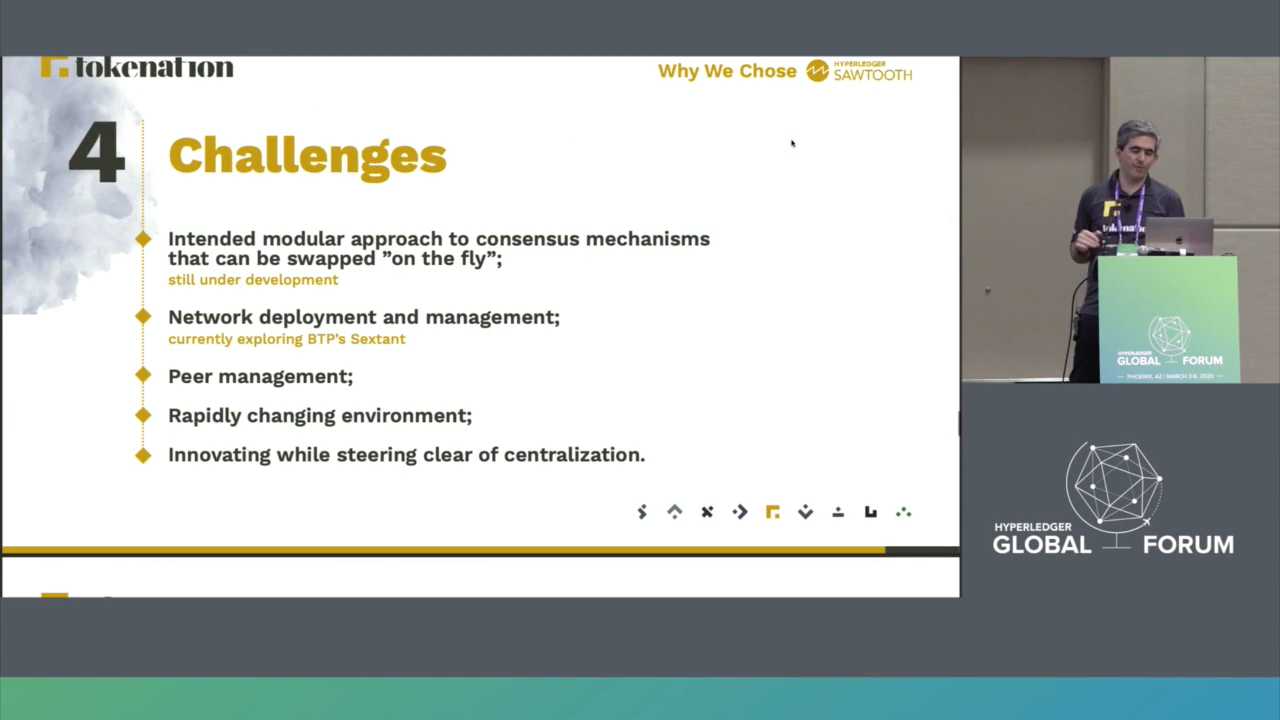 tokenation
Why We Chose
HYPERLEDGER
SAWTOOTH
4
Challenges
Intended modular approach to consensus mechanisms
that can be swapped ”on the fly”;
still under development
Network deployment and management;
currently exploring BTP’s Sextant
Peer management;
Rapidly changing environment;
Innovating while steering clear of centralization.
tokenation
HYPERLEDGER
GLOBAL FORUM
HYPERLEDGER
GLOBAL FORUM